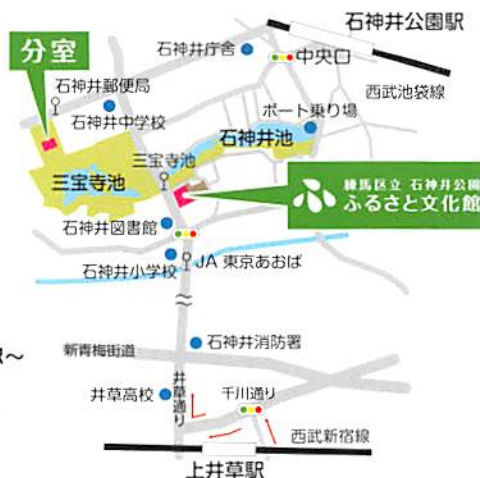 石神井公園駅
石神井庁舎
中央口
分室
西武池袋線
石神井郵便局
石神井中学校
ボート乗り場
石神井池
三宝寺池
三宝寺池
練馬区立 石神井公園
ふるさと文化館
石神井図書館
石神井小学校
JA 東京あおば
石神井消防署
新青梅街道
井草高校
井草通り
千川通り
西武新宿線
上井草駅